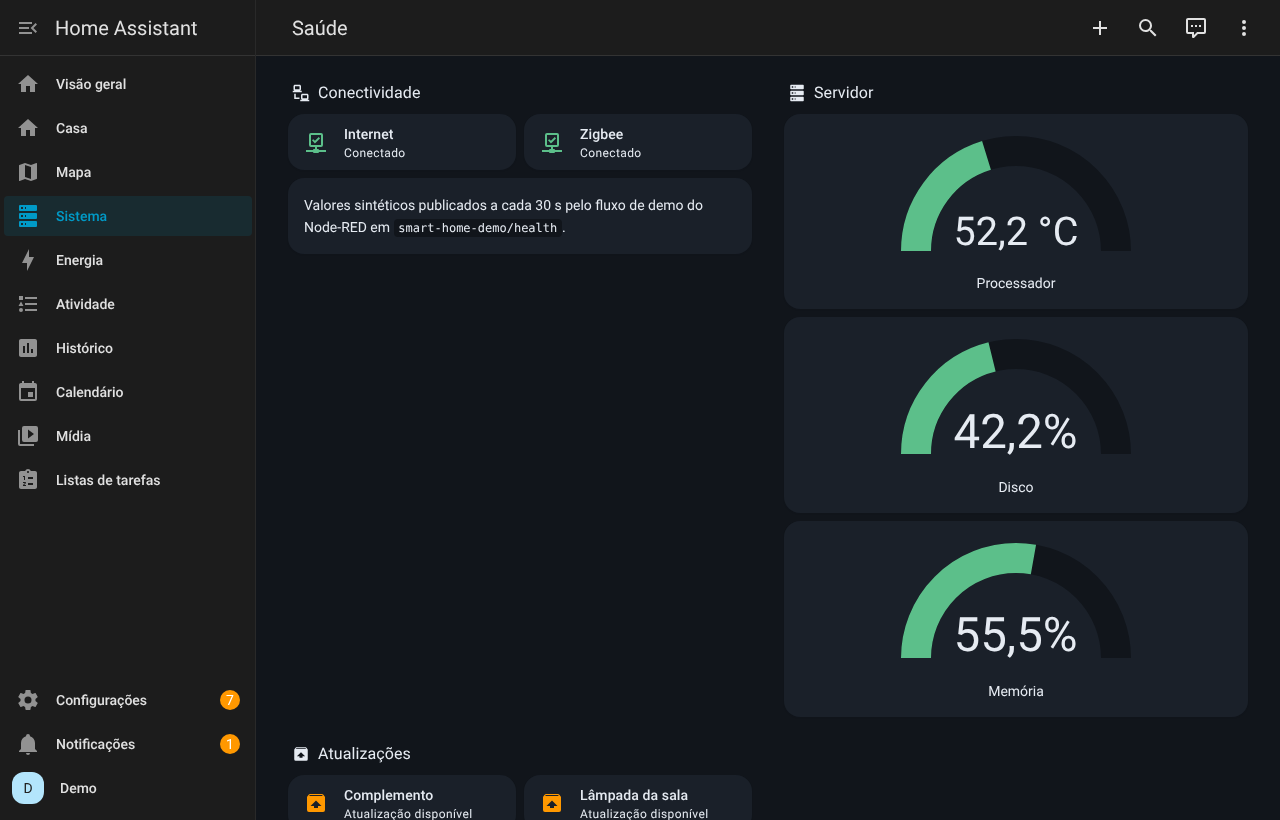 Home Assistant
Visão geral
Casa
Mapa
Sistema
Energia
Atividade
Histórico
Calendário
Mídia
Listas de tarefas
Configurações 7
Notificações 1
D Demo
Saúde
Conectividade
Internet
Conectado
Zigbee
Conectado
Valores sintéticos publicados a cada 30 s pelo fluxo de demo do
Node-RED em smart-home-demo/health.
Servidor
52,2 °C
Processador
42,2%
Disco
55,5%
Memória
Atualizações
Complemento
Atualização disponível
Lâmpada da sala
Atualização disponível